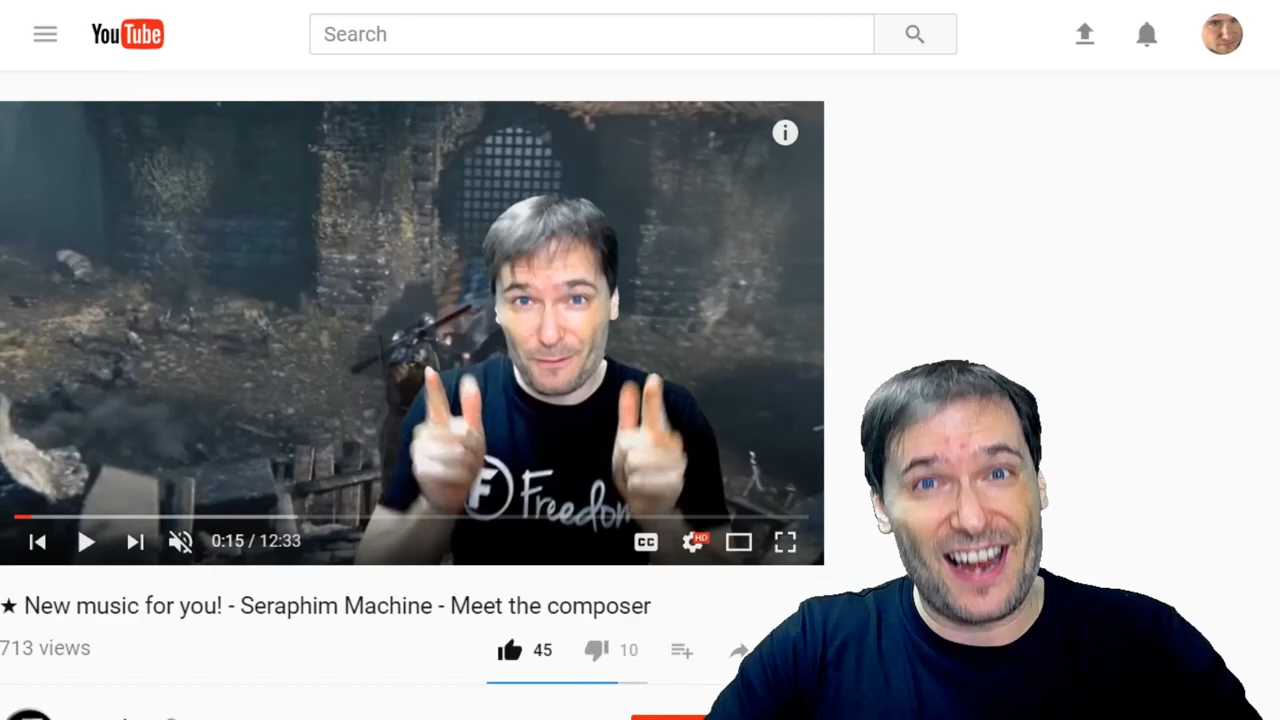 YouTube
Search
i
F Freedom
0:15 / 12:33
CC
HD
★ New music for you! - Seraphim Machine - Meet the composer
713 views
45
10